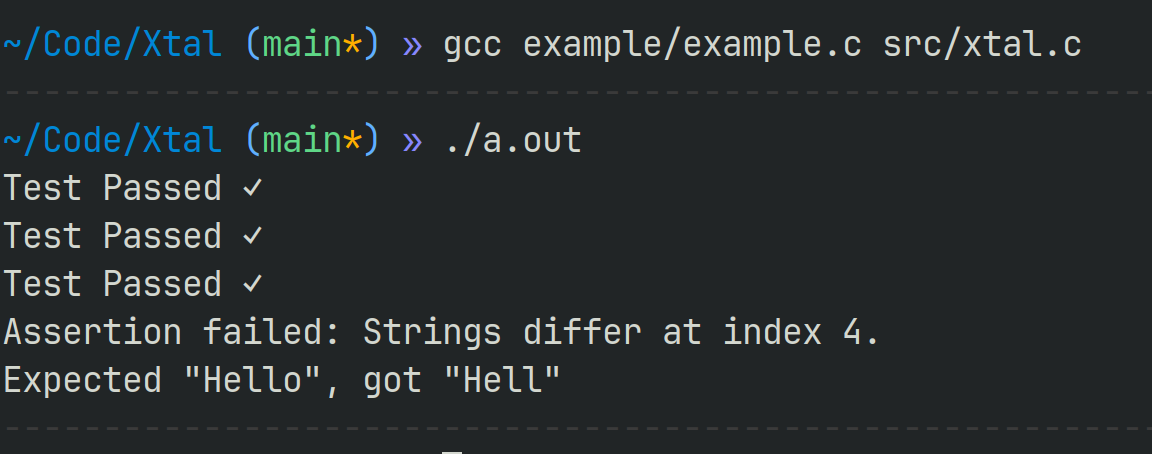 ~/Code/Xtal (main*) » gcc example/example.c src/xtal.c
~/Code/Xtal (main*) » ./a.out
Test Passed ✓
Test Passed ✓
Test Passed ✓
Assertion failed: Strings differ at index 4.
Expected "Hello", got "Hell"